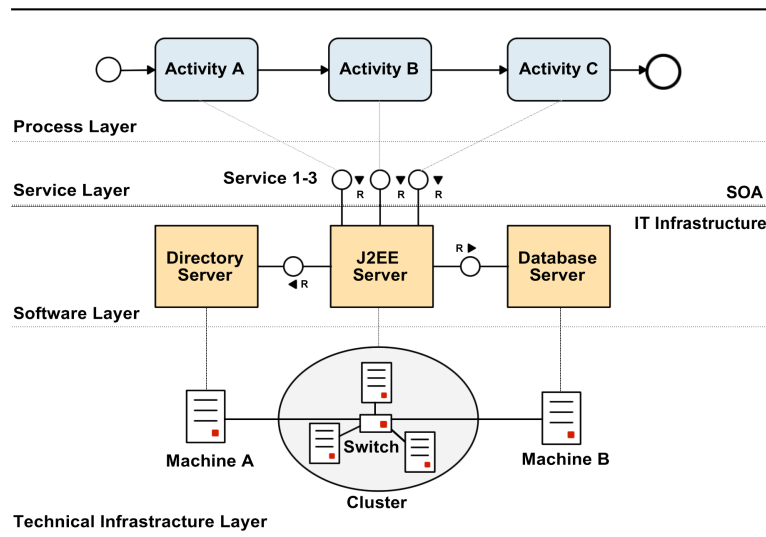 Activity A
Activity B
Activity C
Process Layer
Service 1-3
R
R
R
Service Layer
SOA
IT Infrastructure
Directory
Server
R
J2EE
Server
R
Database
Server
Software Layer
Machine A
Switch
Machine B
Cluster
Technical Infrastracture Layer